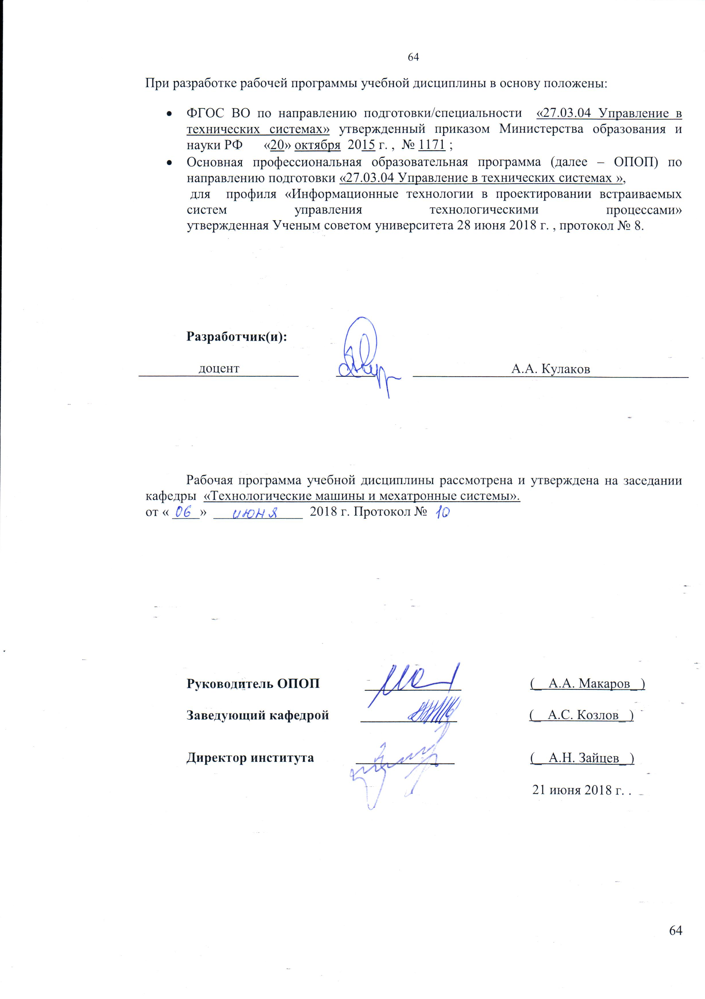 64
При разработке рабочей программы учебной дисциплины в основу положены:
• ФГОС ВО по направлению подготовки/специальности «27.03.04 Управление в
технических системах» утвержденный приказом Министерства образования и
науки РФ «20» октября 2015 г. , № 1171 ;
• Основная профессиональная образовательная программа (далее – ОПОП) по
направлению подготовки «27.03.04 Управление в технических системах »,
для профиля «Информационные технологии в проектировании встраиваемых
систем управления технологическими процессами»
утвержденная Ученым советом университета 28 июня 2018 г. , протокол № 8.
Разработчик(и):
доцент А.А. Кулаков
Рабочая программа учебной дисциплины рассмотрена и утверждена на заседании
кафедры «Технологические машины и мехатронные системы».
от « 06 » июня 2018 г. Протокол № 10
Руководитель ОПОП (_ А.А. Макаров_ )
Заведующий кафедрой (_ А.С. Козлов_ )
Директор института (_ А.Н. Зайцев_ )
21 июня 2018 г. .
64